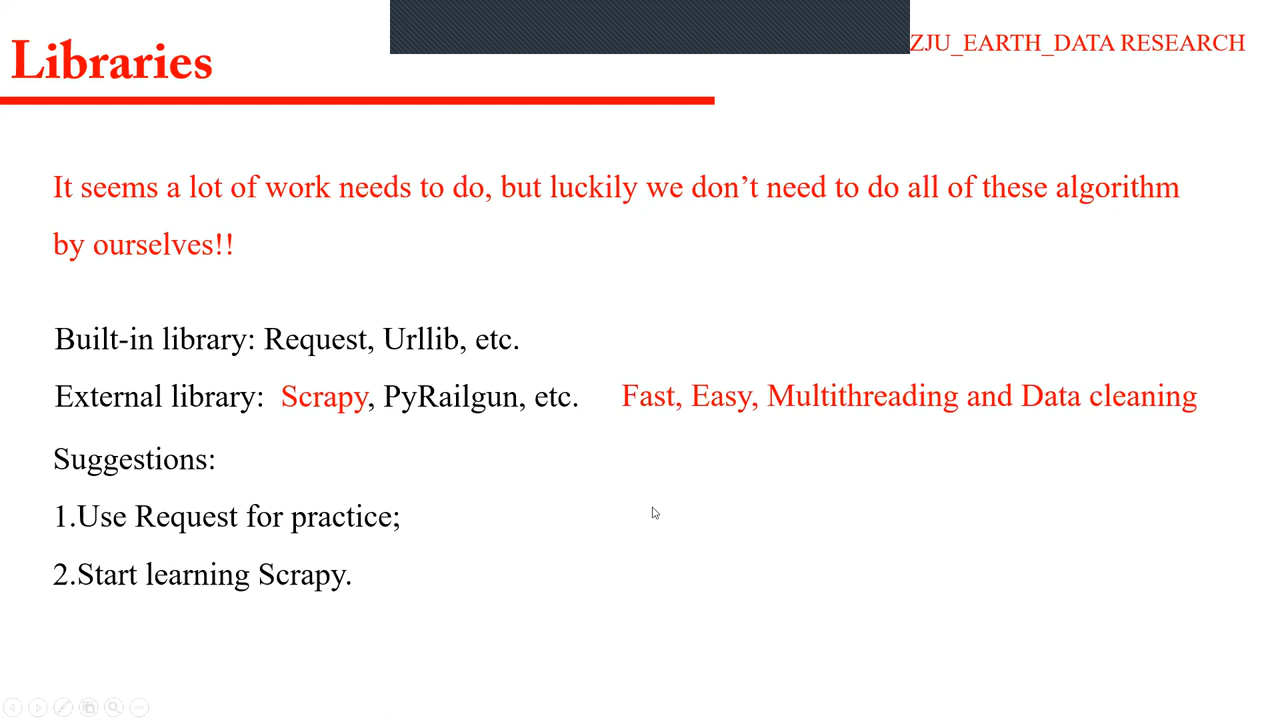 Libraries
ZJU_EARTH_DATA RESEARCH
It seems a lot of work needs to do, but luckily we don’t need to do all of these algorithm
by ourselves!!
Built-in library: Request, Urllib, etc.
External library: Scrapy, PyRailgun, etc. Fast, Easy, Multithreading and Data cleaning
Suggestions:
1.Use Request for practice;
2.Start learning Scrapy.